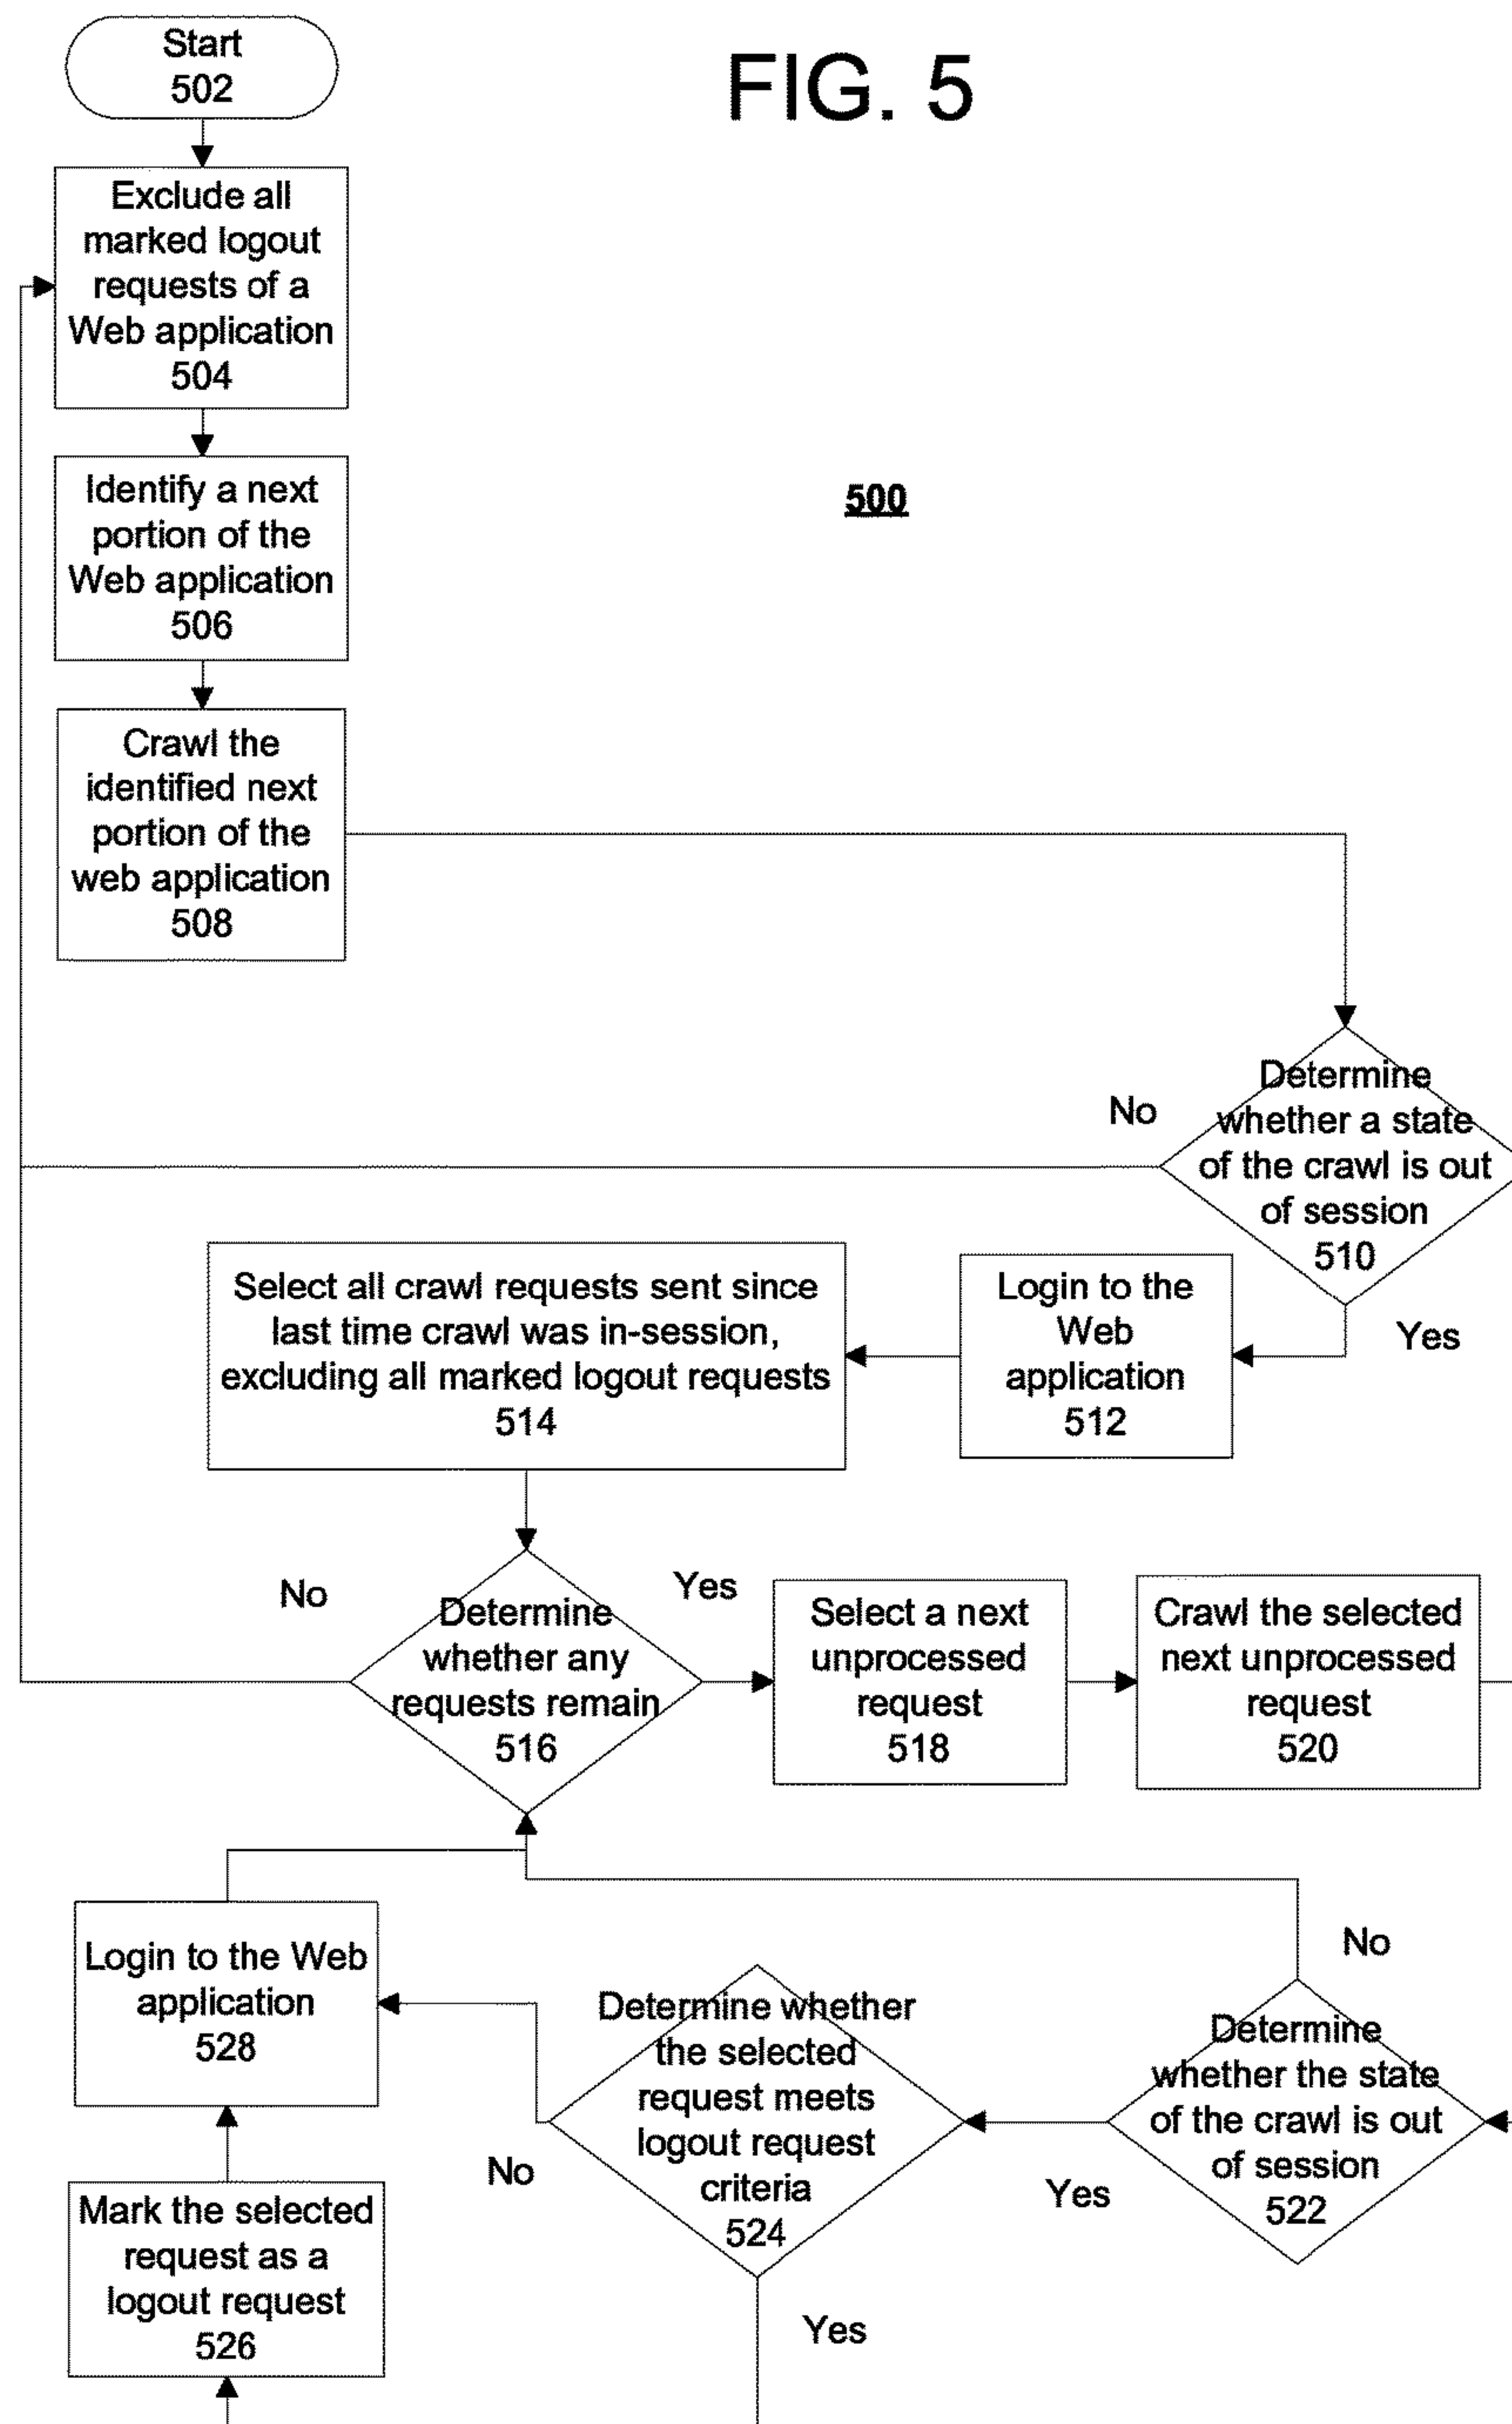 Start
502
FIG. 5
Exclude all
marked logout
requests of a
Web application
504
Identify a next
portion of the
Web application
506
500
Crawl the
identified next
portion of the
web application
508
Determine
whether a state
of the crawl is out
of session
510
No
Yes
Login to the
Web
application
512
Select all crawl requests sent since
last time crawl was in-session,
excluding all marked logout requests
514
Determine
whether any
requests remain
516
No
Yes
Select a next
unprocessed
request
518
Crawl the selected
next unprocessed
request
520
Determine
whether the state
of the crawl is out
of session
522
No
Yes
Determine whether
the selected
request meets
logout request
criteria
524
No
Yes
Login to the Web
application
528
Mark the selected
request as a
logout request
526